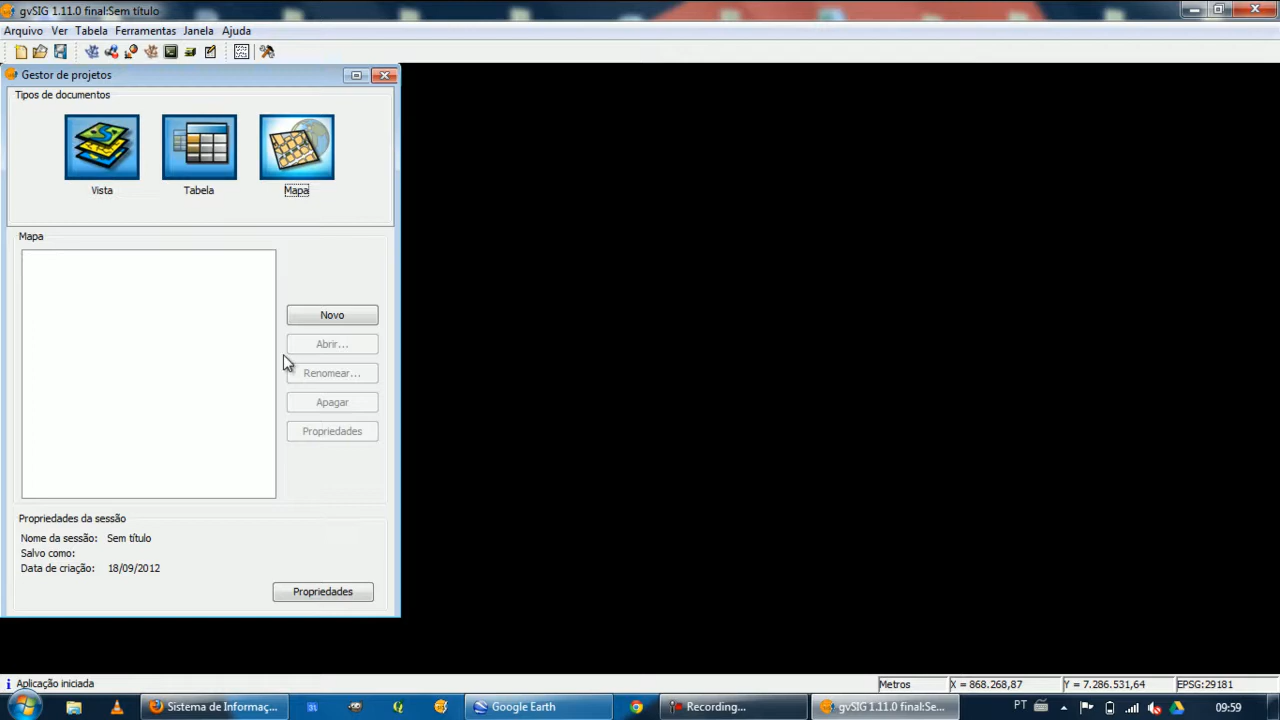 gvSIG 1.11.0 final:Sem título
Arquivo Ver Tabela Ferramentas Janela Ajuda
Gestor de projetos
Tipos de documentos
Vista Tabela Mapa
Mapa
Novo
Abrir...
Renomear...
Apagar
Propriedades
Propriedades da sessão
Nome da sessão: Sem título
Salvo como:
Data de criação: 18/09/2012
Propriedades
Aplicação iniciada Metros X = 868.268,87 Y = 7.286.531,64 EPSG:29181
Sistema de Informaç... 31 Google Earth Recording... gvSIG 1.11.0 final:Se... PT 09:59